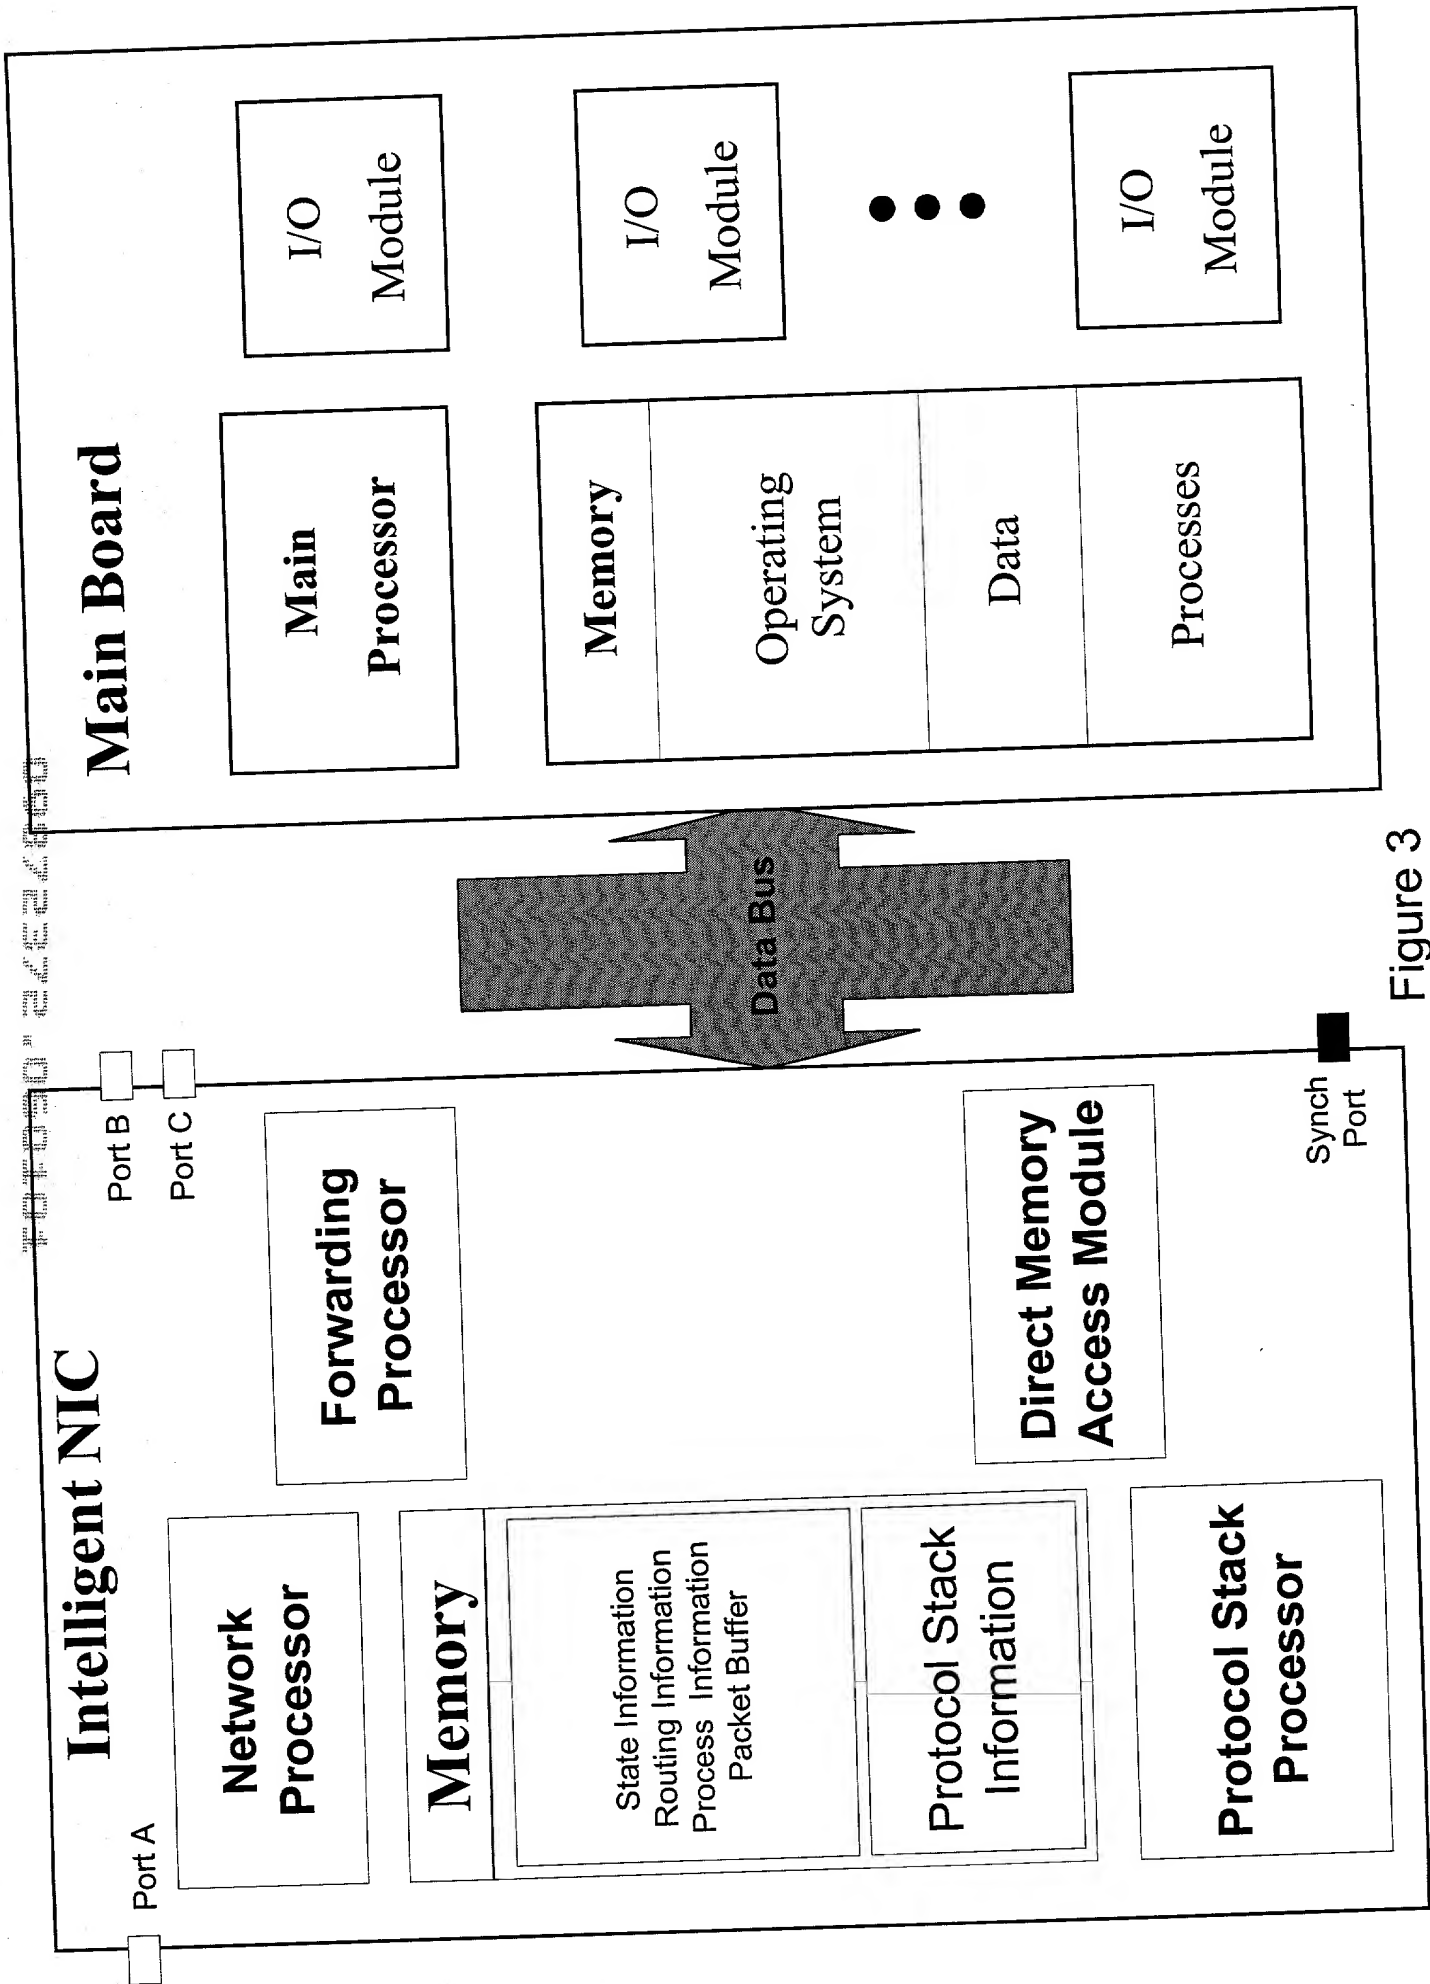 Intelligent NIC
Port A
Port B
Port C
Network
Processor
Forwarding
Processor
Memory
State Information
Routing Information
Process Information
Packet Buffer
Protocol Stack
Information
Direct Memory
Access Module
Protocol Stack
Processor
Synch
Port
Data Bus
Main Board
Main
Processor
I/O
Module
Memory
Operating
System
Data
Processes
I/O
Module
I/O
Module
Figure 3